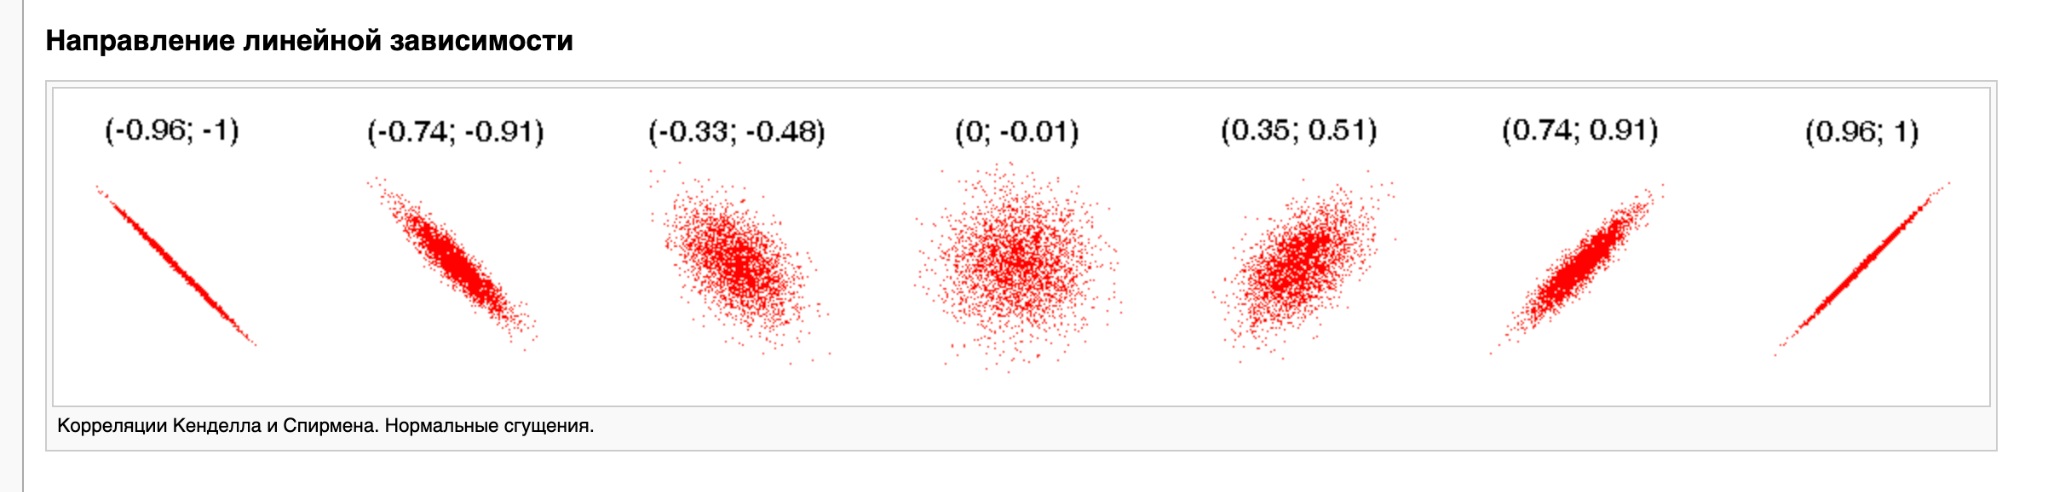 Направление линейной зависимости
(-0.96; -1) (-0.74; -0.91) (-0.33; -0.48) (0; -0.01) (0.35; 0.51) (0.74; 0.91) (0.96; 1)
Корреляции Кенделла и Спирмена. Нормальные сгущения.